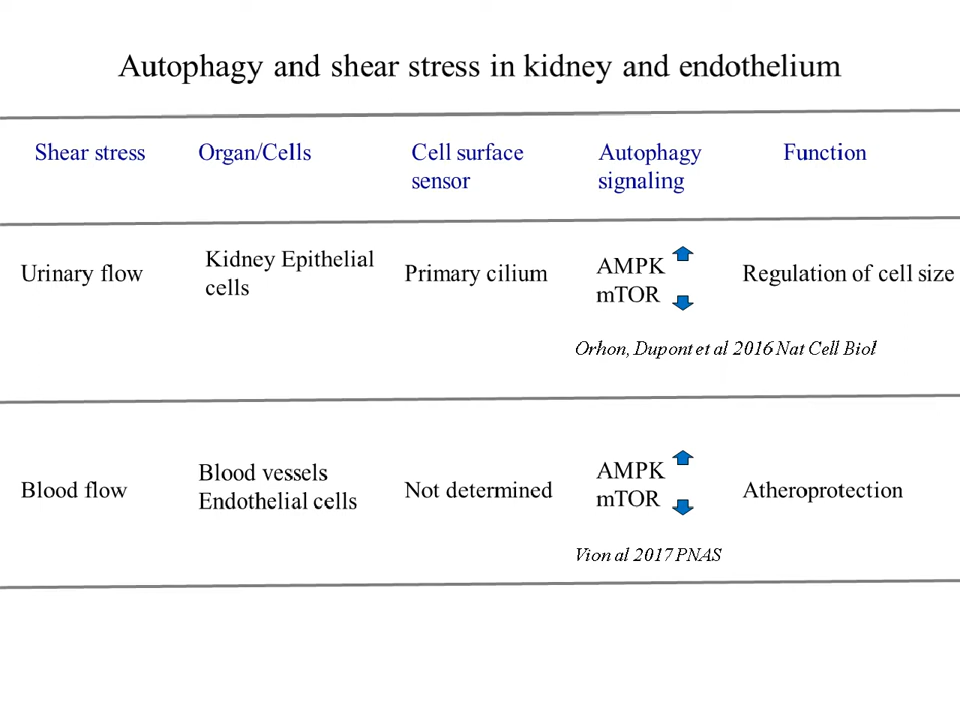 Autophagy and shear stress in kidney and endothelium
Shear stress
Organ/Cells
Cell surface
sensor
Autophagy
signaling
Function
Urinary flow
Kidney Epithelial
cells
Primary cilium
AMPK
mTOR
Regulation of cell size
Orhon, Dupont et al 2016 Nat Cell Biol
Blood flow
Blood vessels
Endothelial cells
Not determined
AMPK
mTOR
Atheroprotection
Vion al 2017 PNAS